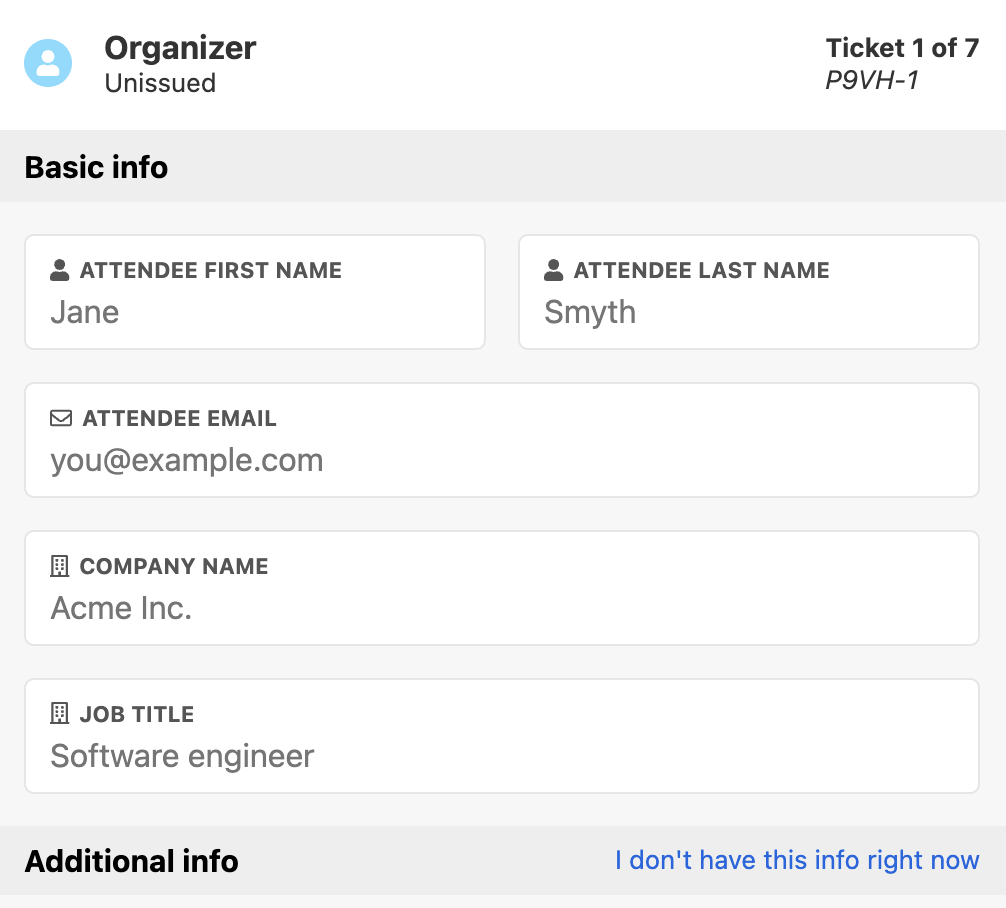 Organizer
Unissued
Ticket 1 of 7
P9VH-1
Basic info
ATTENDEE FIRST NAME
Jane
ATTENDEE LAST NAME
Smyth
ATTENDEE EMAIL
you@example.com
COMPANY NAME
Acme Inc.
JOB TITLE
Software engineer
Additional info
I don't have this info right now